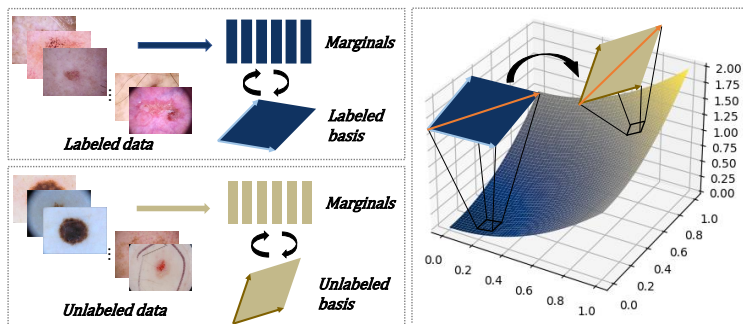 Marginals
Labeled
basis
Labeled data
Marginals
Unlabeled
basis
Unlabeled data
2.00
1.75
1.50
1.25
1.00
0.75
0.50
0.25
0.00
1.0
0.8
0.6
0.4
0.2
0.0
0.0
0.2
0.4
0.6
0.8
1.0